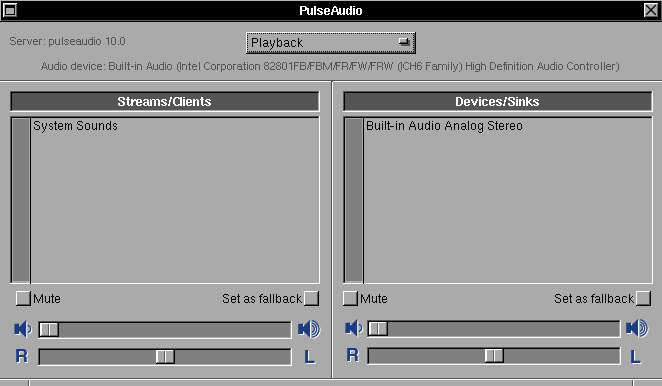 PulseAudio
Server: pulseaudio 10.0
Playback
Audio device: Built-in Audio (Intel Corporation 82801FB/FBM/FR/FW/FRW (ICH6 Family) High Definition Audio Controller)
Streams/Clients
System Sounds
Mute
Set as fallback
R
L
Devices/Sinks
Built-in Audio Analog Stereo
Mute
Set as fallback
R
L